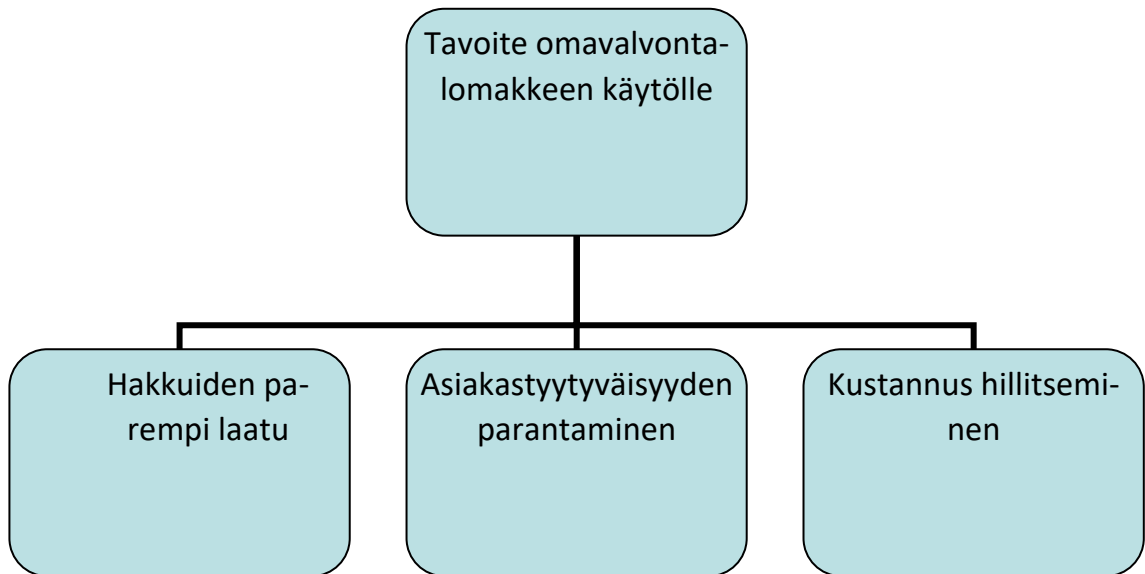 Tavoite omavalvonta-
lomakkeen käytölle
Hakkuiden pa-
rempi laatu
Asiakastyytyväisyyden
parantaminen
Kustannus hillitsemi-
nen